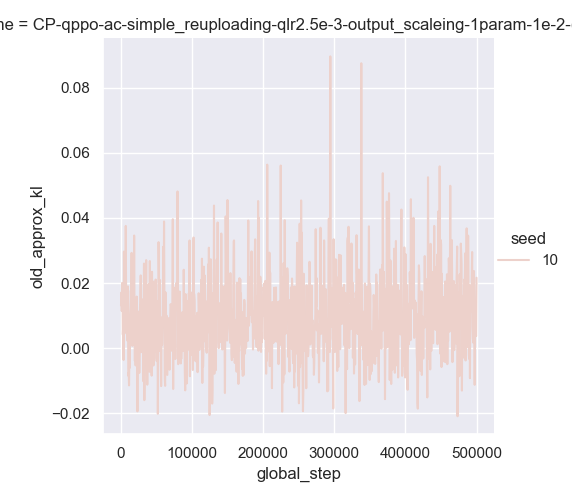 ne = CP-qppo-ac-simple_reuploading-qlr2.5e-3-output_scaleing-1param-1e-2-
0.08
0.06
0.04
0.02
0.00
−0.02
old_approx_kl
0 100000 200000 300000 400000 500000
global_step
seed
10